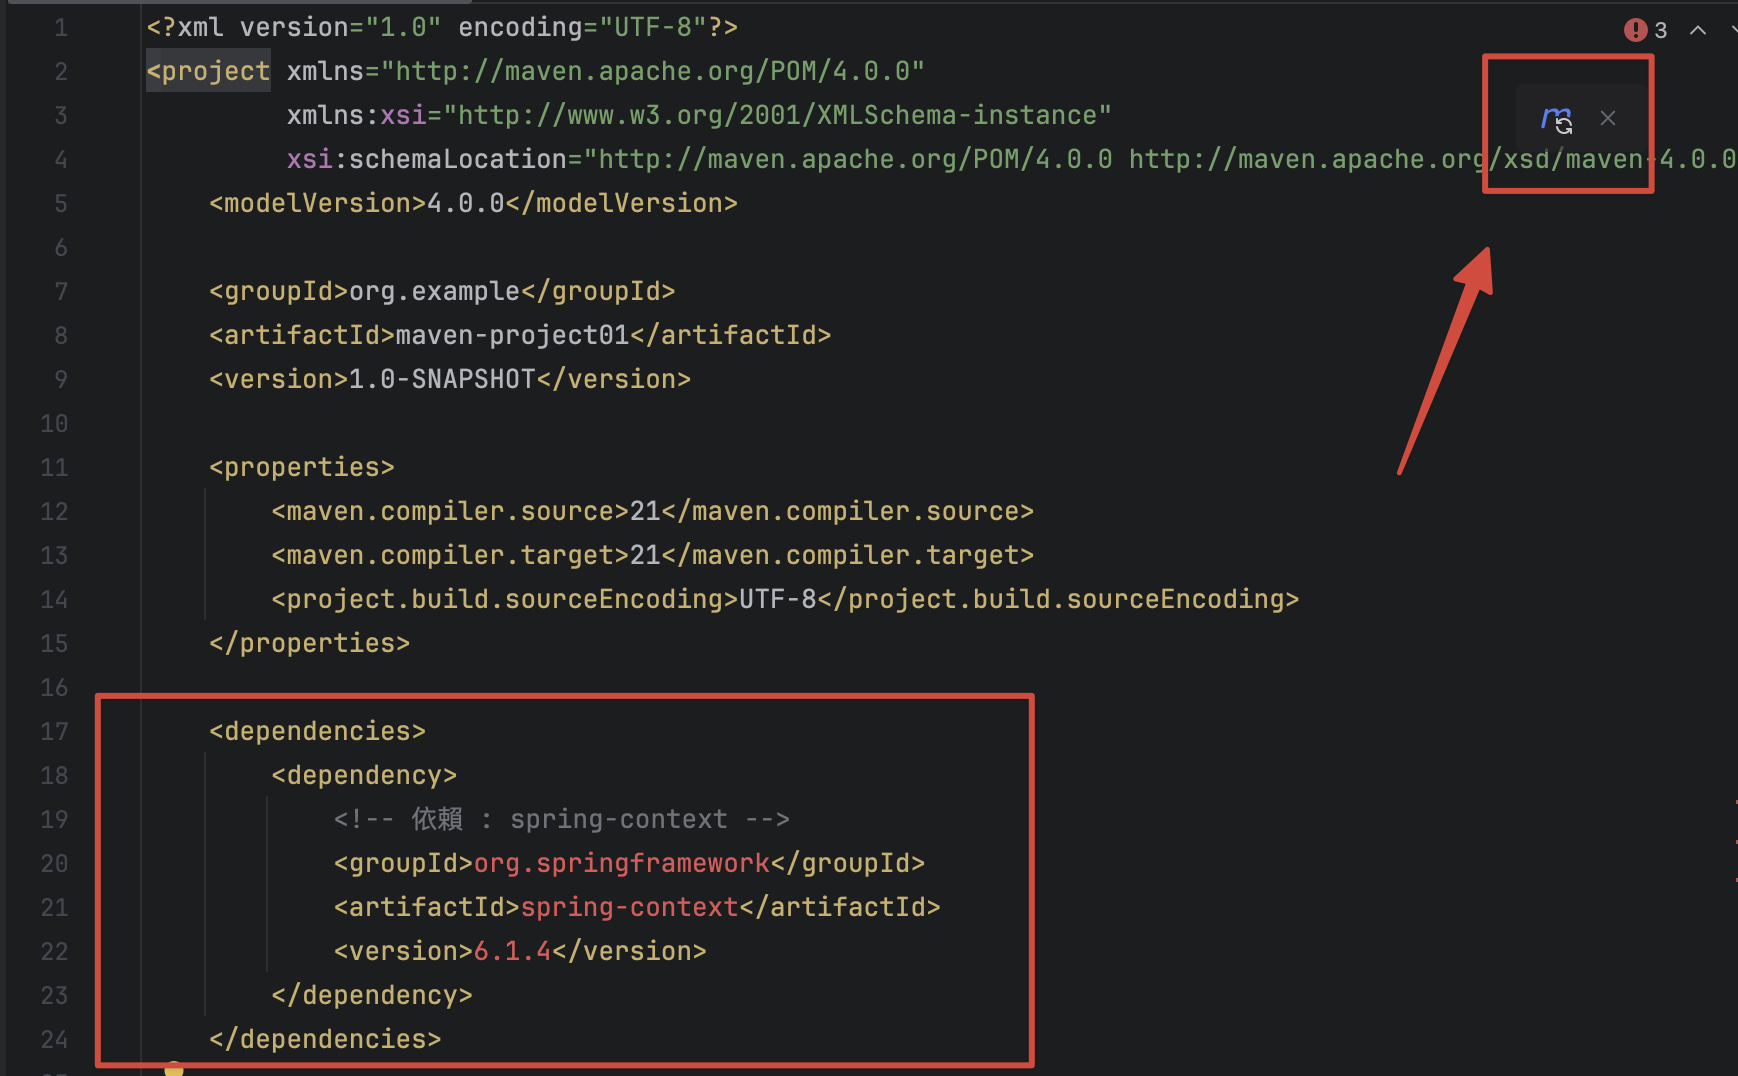 1 <?xml version="1.0" encoding="UTF-8"?>
3
2 <project xmlns="http://maven.apache.org/POM/4.0.0"
3 xmlns:xsi="http://www.w3.org/2001/XMLSchema-instance"
m
4 xsi:schemaLocation="http://maven.apache.org/POM/4.0.0 http://maven.apache.org/xsd/maven-4.0.0
5 <modelVersion>4.0.0</modelVersion>
6
7 <groupId>org.example</groupId>
8 <artifactId>maven-project01</artifactId>
9 <version>1.0-SNAPSHOT</version>
10
11 <properties>
12 <maven.compiler.source>21</maven.compiler.source>
13 <maven.compiler.target>21</maven.compiler.target>
14 <project.build.sourceEncoding>UTF-8</project.build.sourceEncoding>
15 </properties>
16
17 <dependencies>
18 <dependency>
19 <!-- 依賴 : spring-context -->
20 <groupId>org.springframework</groupId>
21 <artifactId>spring-context</artifactId>
22 <version>6.1.4</version>
23 </dependency>
24 </dependencies>